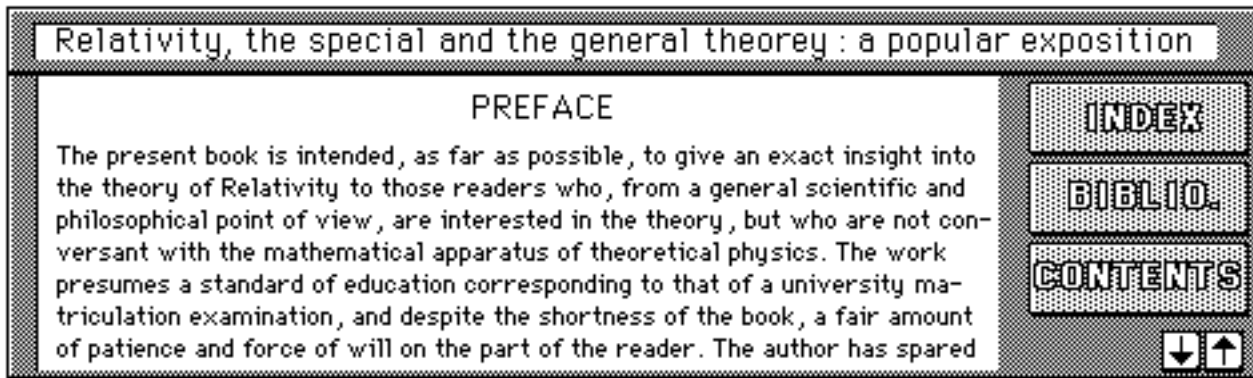 Relativity, the special and the general theorey : a popular exposition
PREFACE
The present book is intended, as far as possible, to give an exact insight into
the theory of Relativity to those readers who, from a general scientific and
philosophical point of view, are interested in the theory, but who are not con-
versant with the mathematical apparatus of theoretical physics. The work
presumes a standard of education corresponding to that of a university ma-
triculation examination, and despite the shortness of the book, a fair amount
of patience and force of will on the part of the reader. The author has spared
INDEX
BIBLIO.
CONTENTS